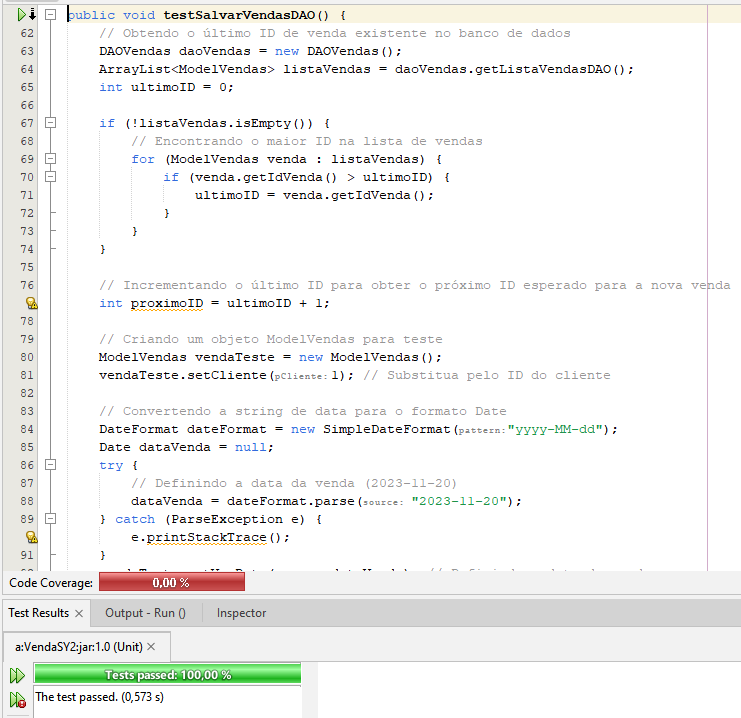 public void testSalvarVendasDAO() {
62 // Obtendo o último ID de venda existente no banco de dados
63 DAOVendas daoVendas = new DAOVendas();
64 ArrayList<ModelVendas> listaVendas = daoVendas.getListaVendasDAO();
65 int ultimoID = 0;
66
67 if (!listaVendas.isEmpty()) {
68 // Encontrando o maior ID na lista de vendas
69 for (ModelVendas venda : listaVendas) {
70 if (venda.getIdVenda() > ultimoID) {
71 ultimoID = venda.getIdVenda();
72 }
73 }
74 }
75
76 // Incrementando o último ID para obter o próximo ID esperado para a nova venda
int proximoID = ultimoID + 1;
78
79 // Criando um objeto ModelVendas para teste
80 ModelVendas vendaTeste = new ModelVendas();
81 vendaTeste.setCliente(pCliente: 1); // Substitua pelo ID do cliente
82
83 // Convertendo a string de data para o formato Date
84 DateFormat dateFormat = new SimpleDateFormat(pattern: "yyyy-MM-dd");
85 Date dataVenda = null;
86 try {
87 // Definindo a data da venda (2023-11-20)
88 dataVenda = dateFormat.parse(source: "2023-11-20");
89 } catch (ParseException e) {
e.printStackTrace();
91 }
Code Coverage: 0,00 %
Test Results Output - Run () Inspector
a:VendaSY2:jar:1.0 (Unit)
Tests passed: 100,00 %
The test passed. (0,573 s)